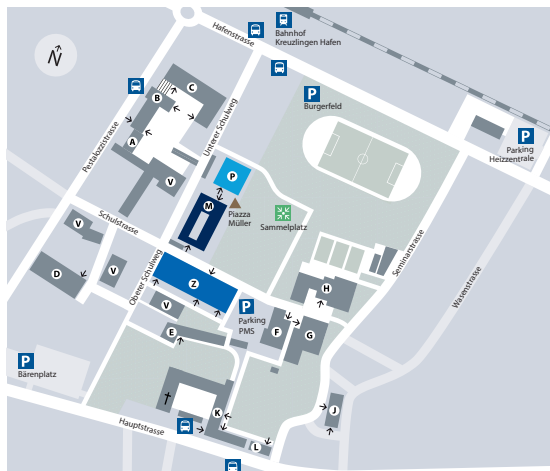 Hafenstrasse
Bahnhof
Kreuzlingen Hafen
N
P
Burgerfeld
P
Parking
Heizzentrale
C
B
A
V
Pestalozzistrasse
Unterer Schulweg
P
M
Piazza
Müller
Sammelplatz
Schulstrasse
V
V
D
Oberer Schulweg
Z
V
E
P
Parking
PMS
F
G
H
Seminarstrasse
Wasenstrasse
P
Bärenplatz
Hauptstrasse
K
L
J